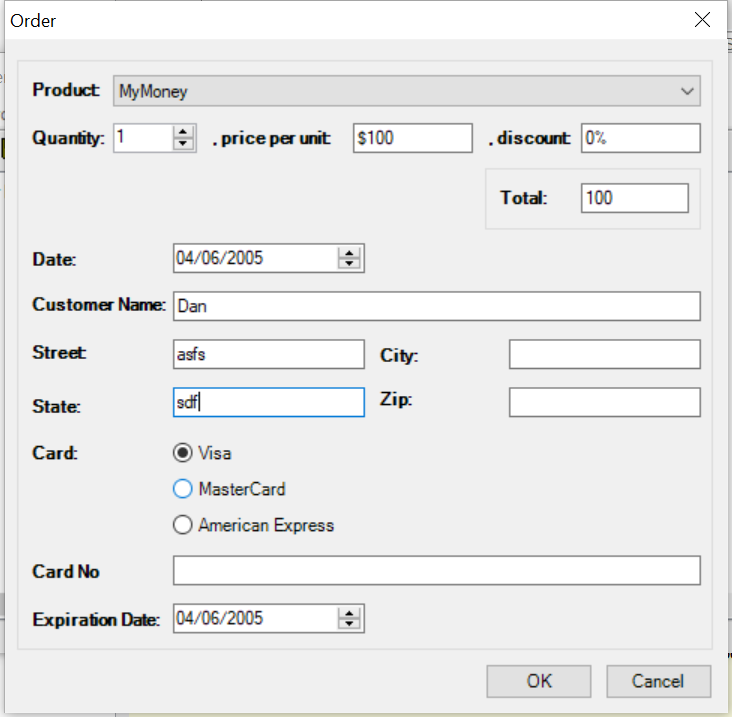 Order
Product: MyMoney
Quantity: 1 , price per unit: $100 , discount: 0%
Total: 100
Date: 04/06/2005
Customer Name: Dan
Street: asfs City:
State: sdf Zip:
Card: Visa
MasterCard
American Express
Card No
Expiration Date: 04/06/2005
OK Cancel